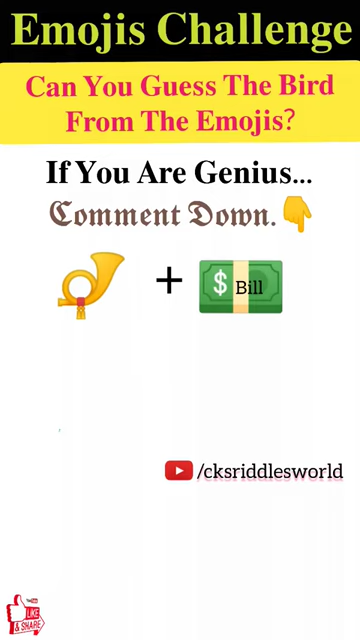 Emojis Challenge
Can You Guess The Bird
From The Emojis?
If You Are Genius...
Comment Down.
+
$ Bill
/cksriddlesworld
LIKE
& SHARE